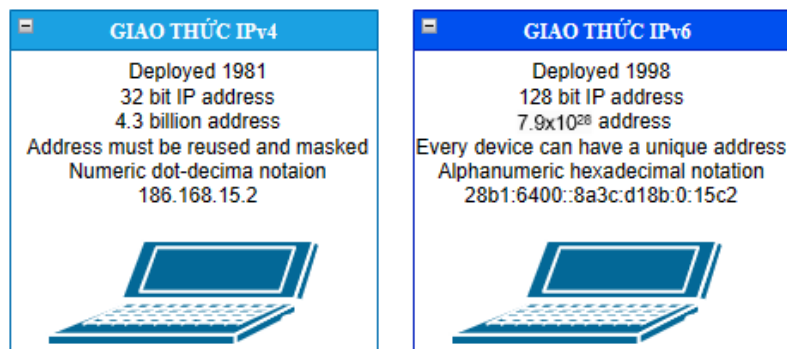 GIAO THỨC IPv4
Deployed 1981
32 bit IP address
4.3 billion address
Address must be reused and masked
Numeric dot-decima notaion
186.168.15.2
GIAO THỨC IPv6
Deployed 1998
128 bit IP address
7.9x10²⁸ address
Every device can have a unique address
Alphanumeric hexadecimal notation
28b1:6400::8a3c:d18b:0:15c2